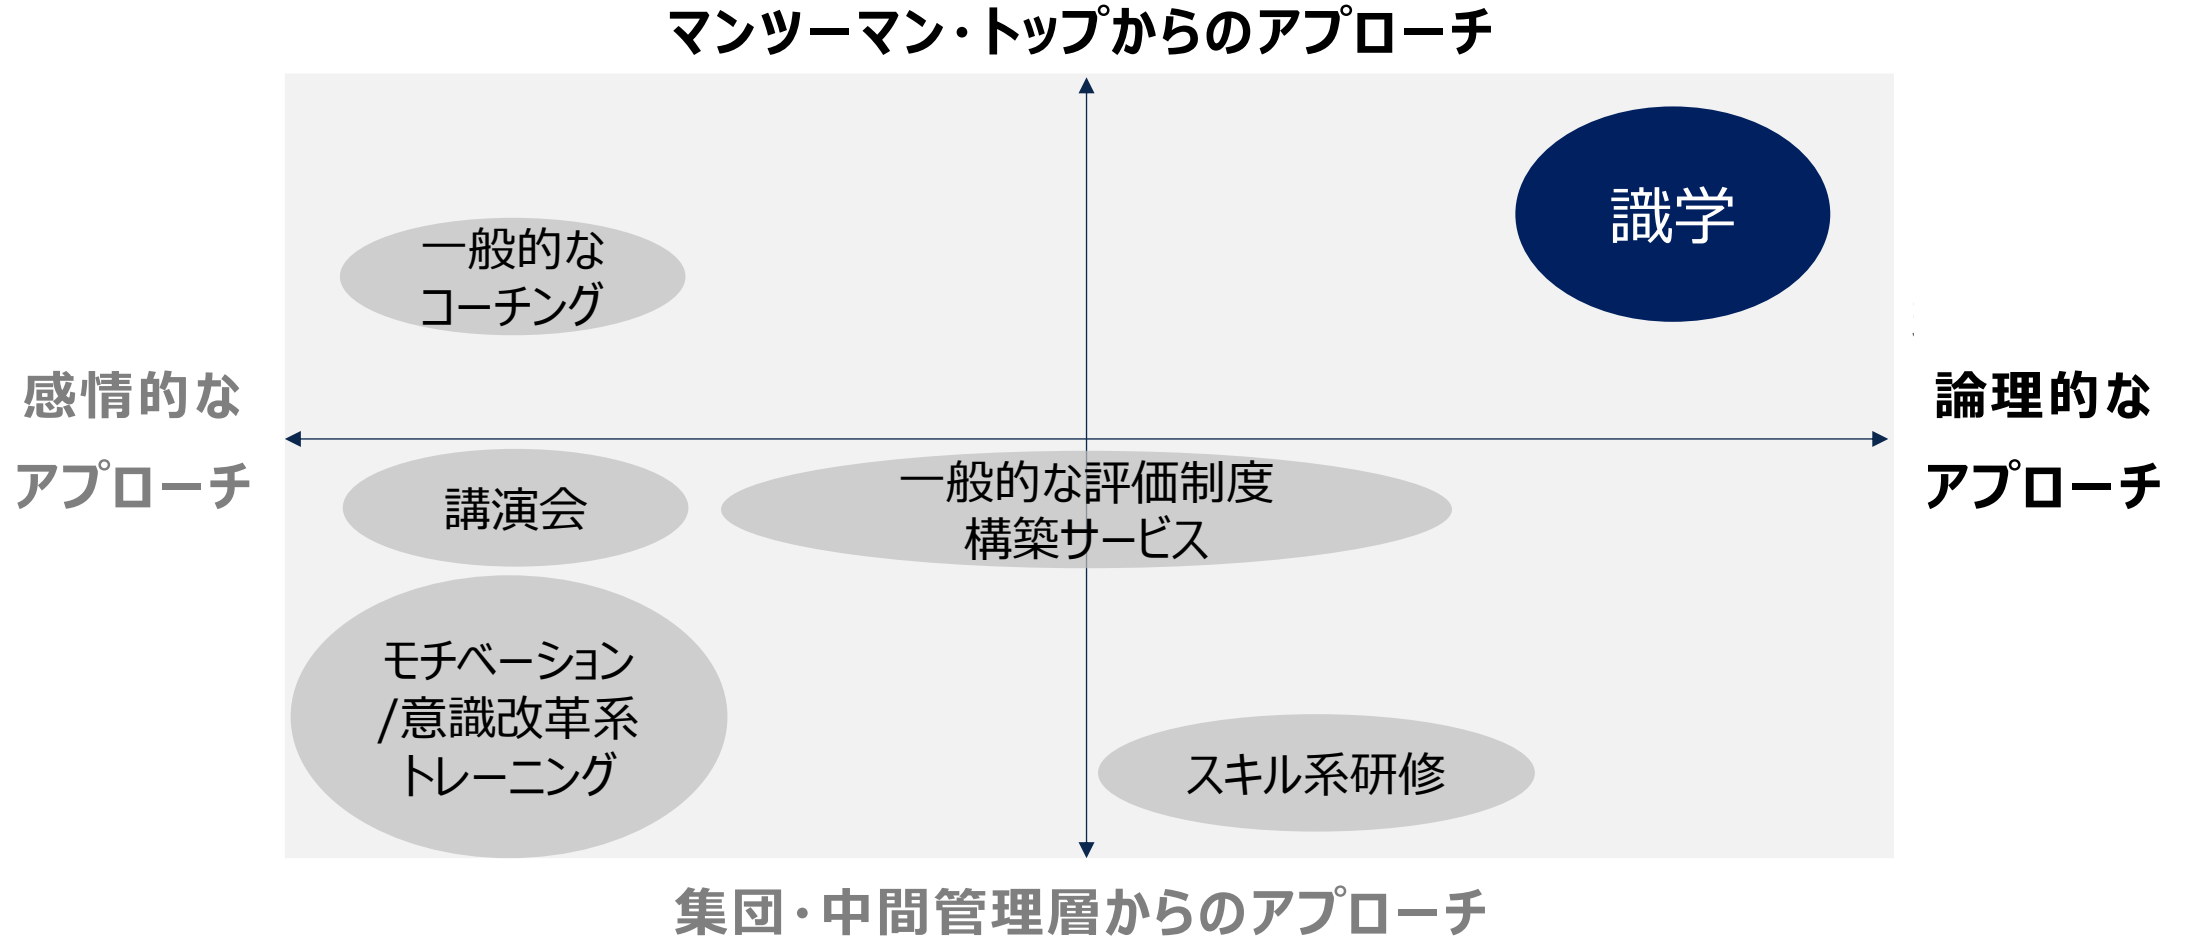 マンツーマン・トップからのアプローチ
識学
一般的な
コーチング
感情的な
アプローチ
論理的な
アプローチ
講演会
一般的な評価制度
構築サービス
モチベーション
/意識改革系
トレーニング
スキル系研修
集団・中間管理層からのアプローチ